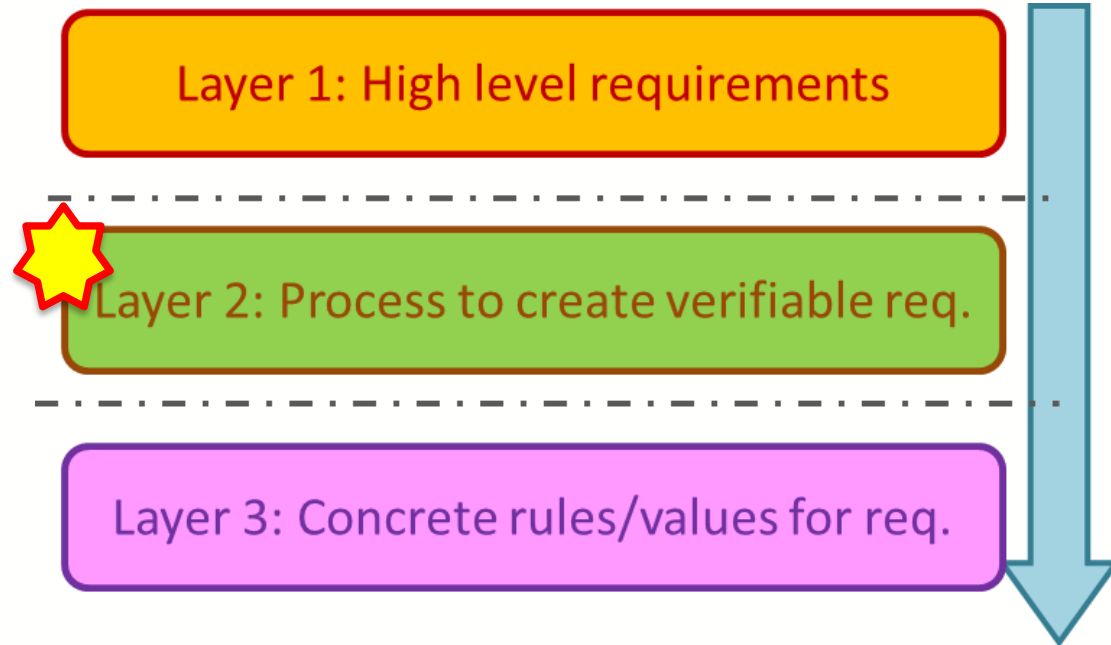 Layer 1: High level requirements
Layer 2: Process to create verifiable req.
Layer 3: Concrete rules/values for req.